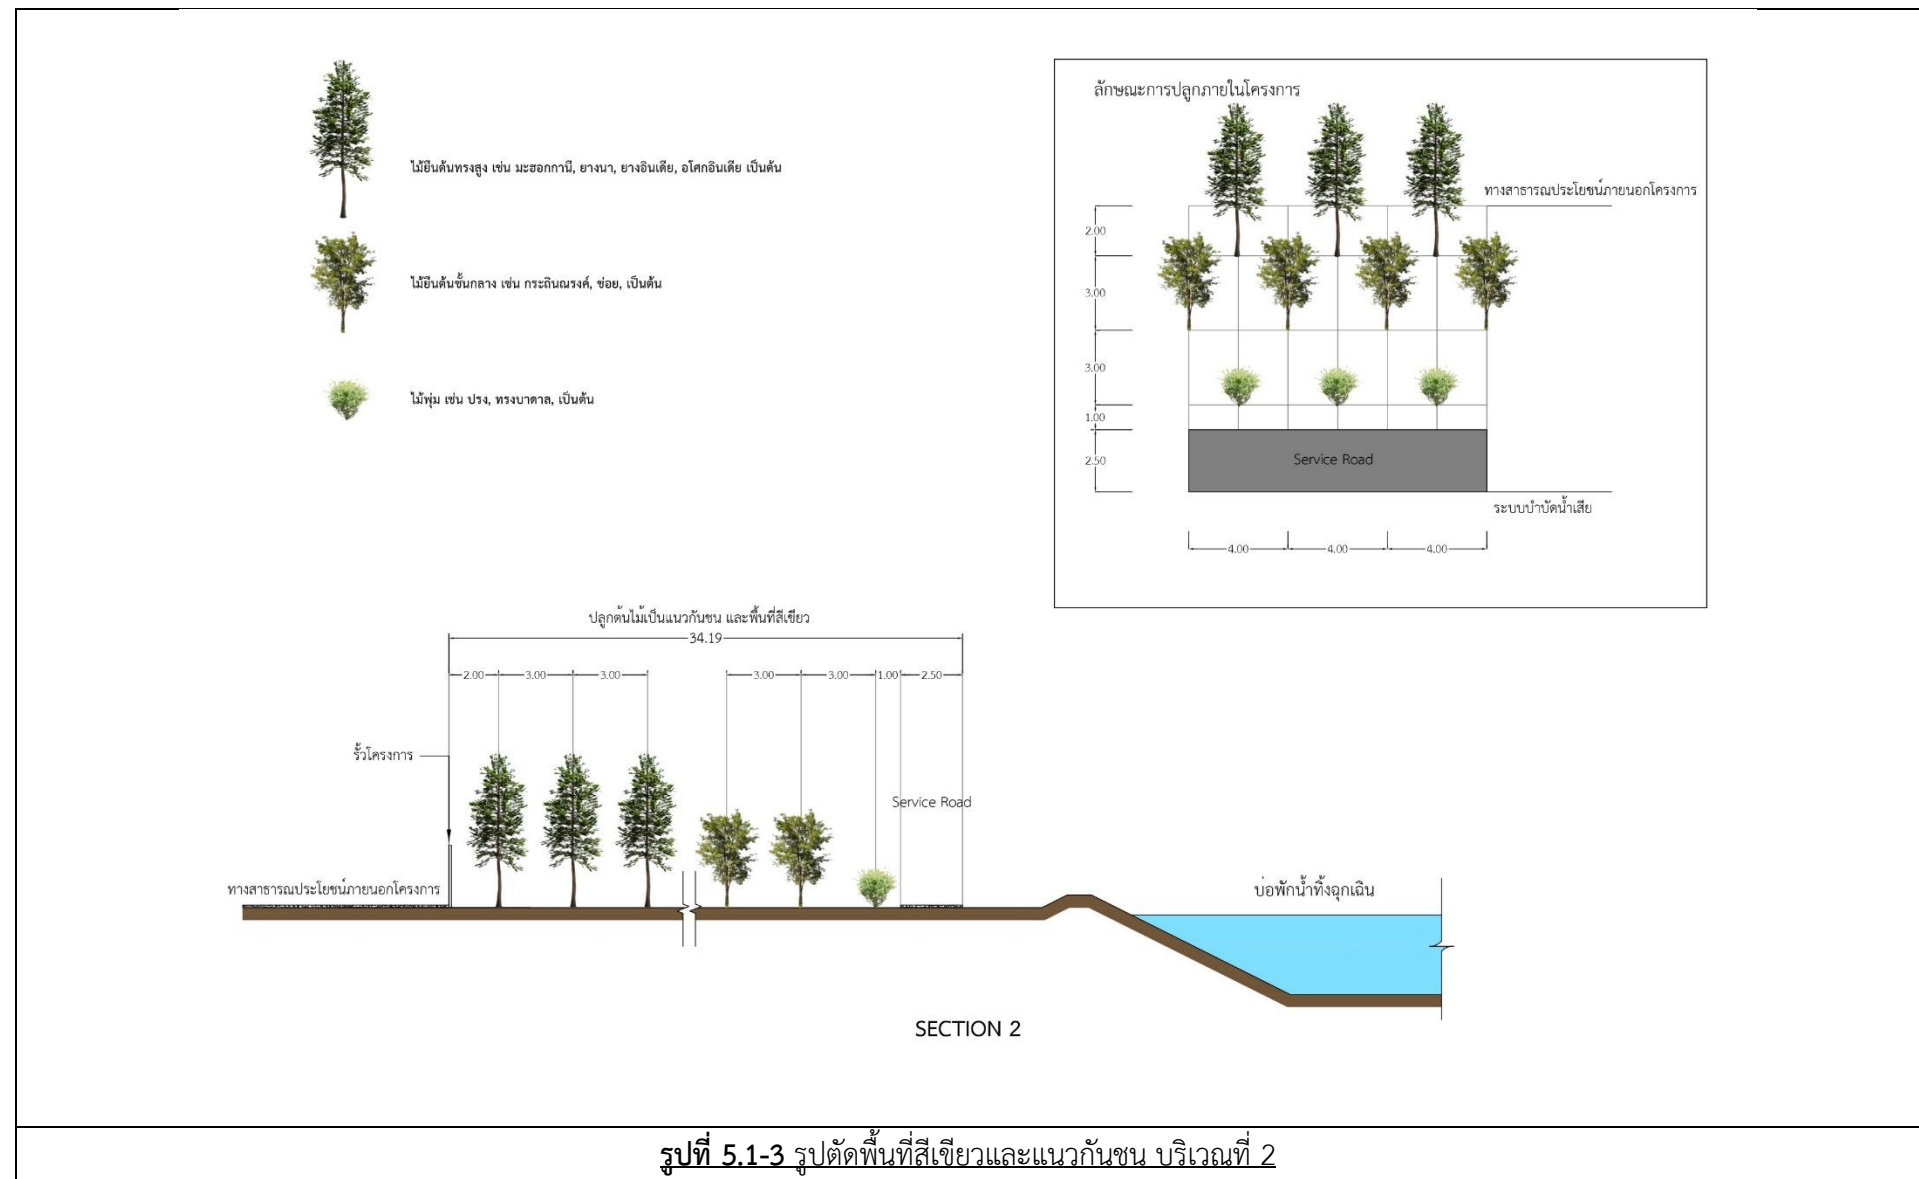 ไม้ยืนต้นทรงสูง เช่น มะฮอกกานี, ยางนา, ยางอินเดีย, อโศกอินเดีย เป็นต้น
ไม้ยืนต้นชั้นกลาง เช่น กระถินณรงค์, ข่อย, เป็นต้น
ไม้พุ่ม เช่น ปรง, ทรงบาดาล, เป็นต้น
ลักษณะการปลูกภายในโครงการ
ทางสาธารณประโยชน์ภายนอกโครงการ
2.00
3.00
3.00
1.00
2.50
Service Road
ระบบบำบัดน้ำเสีย
4.00 4.00 4.00
ปลูกต้นไม้เป็นแนวกันชน และพื้นที่สีเขียว
34.19
2.00 3.00 3.00 3.00 3.00 1.00 2.50
รั้วโครงการ
Service Road
ทางสาธารณประโยชน์ภายนอกโครงการ
บ่อพักน้ำทิ้งฉุกเฉิน
SECTION 2
รูปที่ 5.1-3 รูปตัดพื้นที่สีเขียวและแนวกันชน บริเวณที่ 2